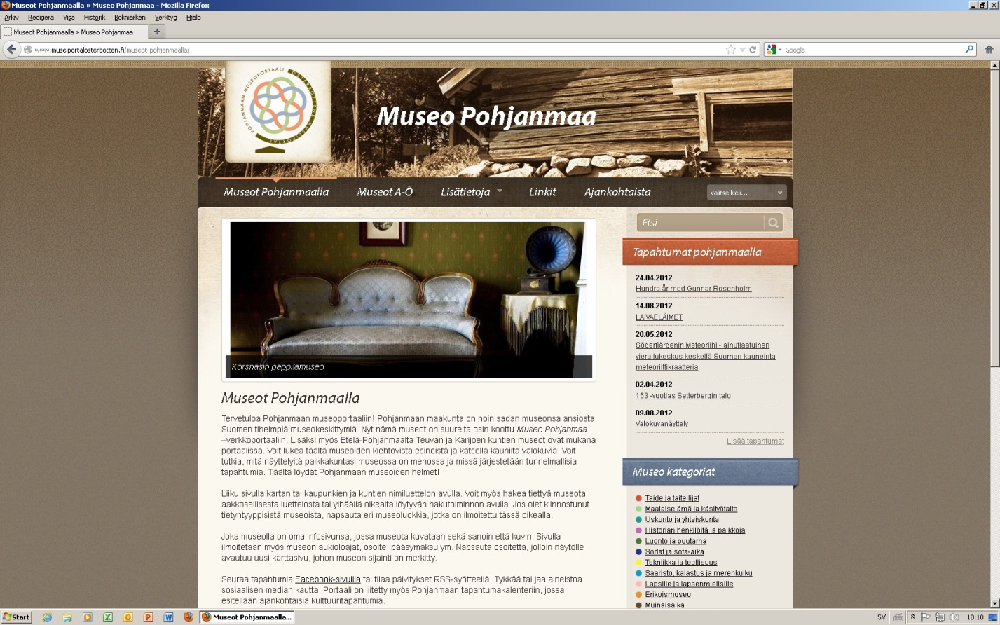 Museot Pohjanmaalla » Museo Pohjanmaa - Mozilla Firefox
Arkiv Redigera Visa Historik Bokmärken Verktyg Hjälp
Museot Pohjanmaalla » Museo Pohjanmaa
www.museiportalosterbotten.fi/museot-pohjanmaalla/
Google
POHJANMAAN MUSEOPORTAALI ÖSTERBOTTENS MUSEIPORTAL
Museo Pohjanmaa
Museot Pohjanmaalla Museot A-Ö Lisätietoja Linkit Ajankohtaista Valitse kieli...
Korsnäsin pappilamuseo
Museot Pohjanmaalla
Tervetuloa Pohjanmaan museoportaaliin! Pohjanmaan maakunta on noin sadan museonsa ansiosta
Suomen tiheimpiä museokeskittymiä. Nyt nämä museot on suurelta osin koottu Museo Pohjanmaa
–verkkoportaaliin. Lisäksi myös Etelä-Pohjanmaalta Teuvan ja Karijoen kuntien museot ovat mukana
portaalissa. Voit lukea täältä museoiden kiehtovista esineistä ja katsella kauniita valokuvia. Voit
tutkia, mitä näyttelyitä paikkakuntasi museossa on menossa ja missä järjestetään tunnelmallisia
tapahtumia. Täältä löydät Pohjanmaan museoiden helmet!
Liiku sivulla kartan tai kaupunkien ja kuntien nimiluettelon avulla. Voit myös hakea tiettyä museota
aakkosellisesta luettelosta tai ylhäällä oikealta löytyvän hakutoiminnon avulla. Jos olet kiinnostunut
tietyntyyppisistä museoista, napsauta eri museoluokkia, jotka on ilmoitettu tässä oikealla.
Joka museolla on oma infosivunsa, jossa museota kuvataan sekä sanoin että kuvin. Sivulla
ilmoitetaan myös museon aukioloajat, osoite, pääsymaksu ym. Napsauta osoitetta, jolloin näytölle
avautuu uusi karttasivu, johon museon sijainti on merkitty.
Seuraa tapahtumia Facebook-sivuilla tai tilaa päivitykset RSS-syötteellä. Tykkää tai jaa aineistoa
sosiaalisen median kautta. Portaali on liitetty myös Pohjanmaan tapahtumakalenteriin, jossa
esitellään ajankohtaisia kulttuuritapahtumia.
Etsi
Tapahtumat pohjanmaalla
24.04.2012
Hundra år med Gunnar Rosenholm
14.08.2012
LAIVAELÄIMET
20.05.2012
Söderfjärdenin Meteoriihi - ainutlaatuinen
vierailukeskus keskellä Suomen kauneinta
meteoriittikraatteria
02.04.2012
153 -vuotias Setterbergin talo
09.08.2012
Valokuvanäyttely
Lisää tapahtumat
Museo kategoriat
Taide ja taiteilijat
Maalaiselämä ja käsityötaito
Uskonto ja yhteiskunta
Historian henkilöitä ja paikkoja
Luonto ja puutarha
Sodat ja sota-aika
Tekniikka ja teollisuus
Saaristo, kalastus ja merenkulku
Lapsille ja lapsenmielisille
Erikoismuseo
Muinaisaika
Start Museot Pohjanmaalla... SV 10:18